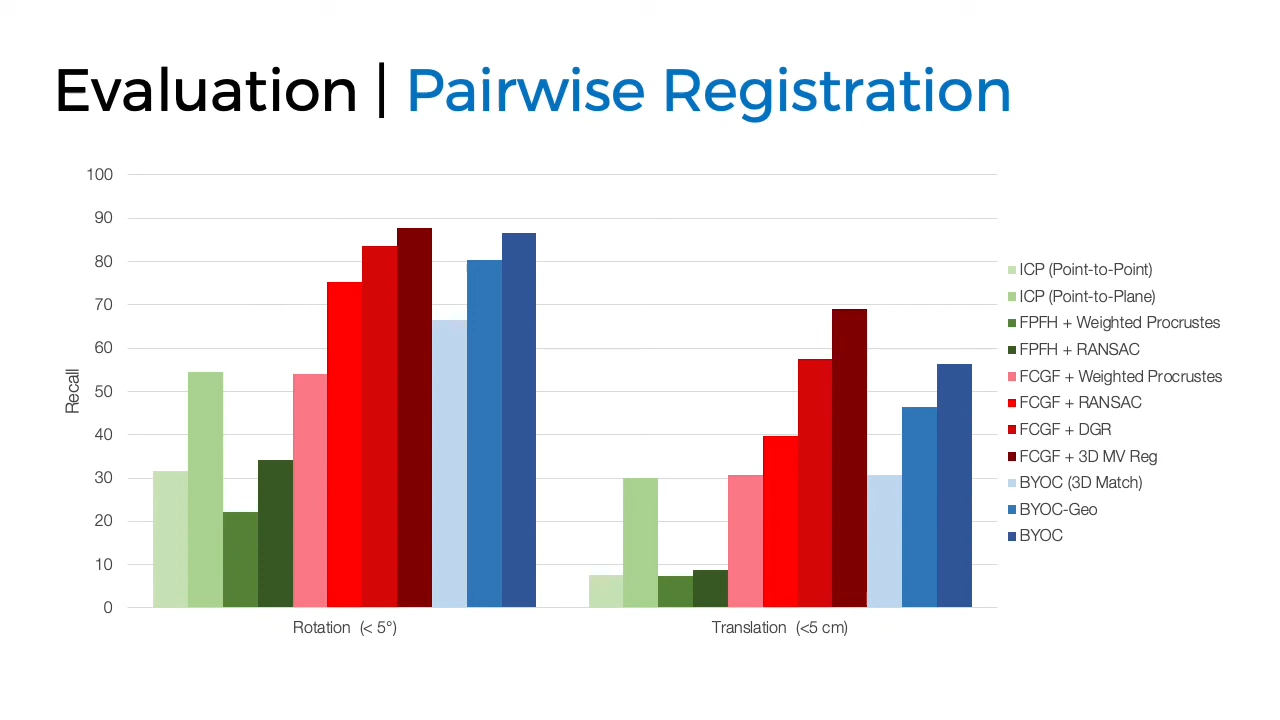 Evaluation | Pairwise Registration
100
90
80
70
60
50
40
30
20
10
0
Recall
Rotation (< 5°)
Translation (<5 cm)
ICP (Point-to-Point)
ICP (Point-to-Plane)
FPFH + Weighted Procrustes
FPFH + RANSAC
FCGF + Weighted Procrustes
FCGF + RANSAC
FCGF + DGR
FCGF + 3D MV Reg
BYOC (3D Match)
BYOC-Geo
BYOC